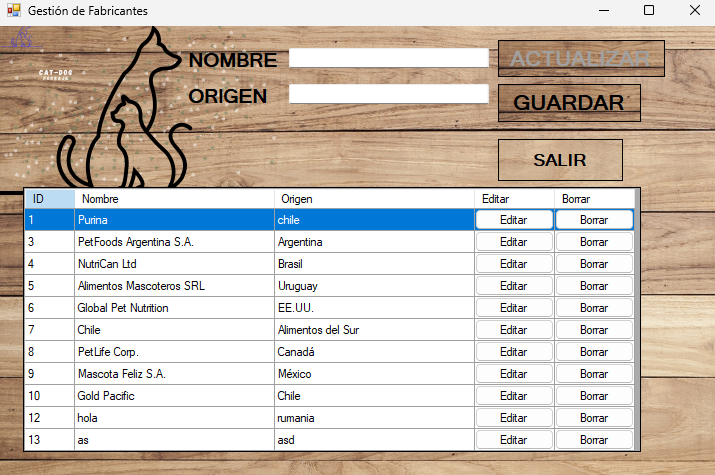 Gestión de Fabricantes
CAT-DOG
NOMBRE
ACTUALIZAR
ORIGEN
GUARDAR
SALIR
ID Nombre Origen Editar Borrar
1 Purina chile Editar Borrar
3 PetFoods Argentina S.A. Argentina Editar Borrar
4 NutriCan Ltd Brasil Editar Borrar
5 Alimentos Mascoteros SRL Uruguay Editar Borrar
6 Global Pet Nutrition EE.UU. Editar Borrar
7 Chile Alimentos del Sur Editar Borrar
8 PetLife Corp. Canadá Editar Borrar
9 Mascota Feliz S.A. México Editar Borrar
10 Gold Pacific Chile Editar Borrar
12 hola rumania Editar Borrar
13 as asd Editar Borrar